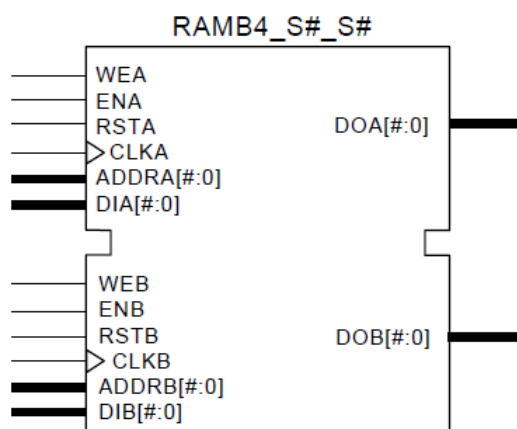 RAMB4_S#_S#
WEA
ENA
RSTA
CLKA
ADDRA[#:0]
DIA[#:0]
DOA[#:0]
WEB
ENB
RSTB
CLKB
ADDRB[#:0]
DIB[#:0]
DOB[#:0]